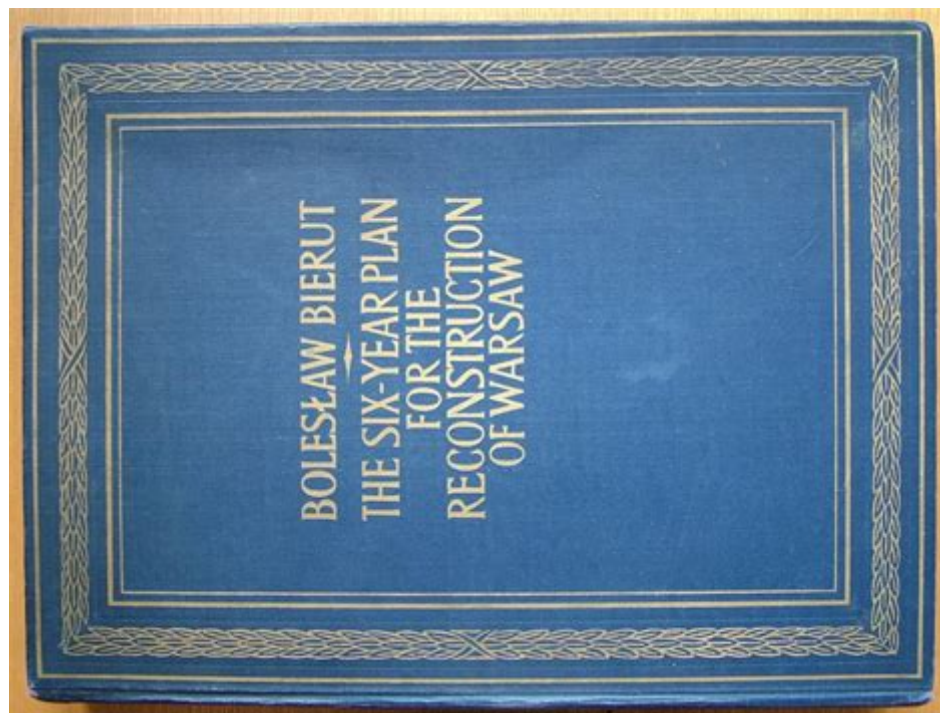 BOLESŁAW BIERUT
THE SIX-YEAR PLAN
FOR THE
RECONSTRUCTION
OF WARSAW